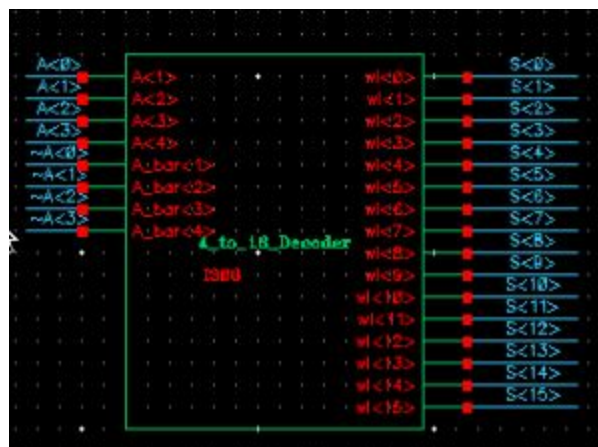 A<0>
A<1>
A<2>
A<3>
~A<0>
~A<1>
~A<2>
~A<3>
A<1>
A<2>
A<3>
A<4>
A_bar<1>
A_bar<2>
A_bar<3>
A_bar<4>
4_to_16_Decoder
wl<0>
wl<1>
wl<2>
wl<3>
wl<4>
wl<5>
wl<6>
wl<7>
wl<8>
wl<9>
wl<10>
wl<11>
wl<12>
wl<13>
wl<14>
wl<15>
S<0>
S<1>
S<2>
S<3>
S<4>
S<5>
S<6>
S<7>
S<8>
S<9>
S<10>
S<11>
S<12>
S<13>
S<14>
S<15>